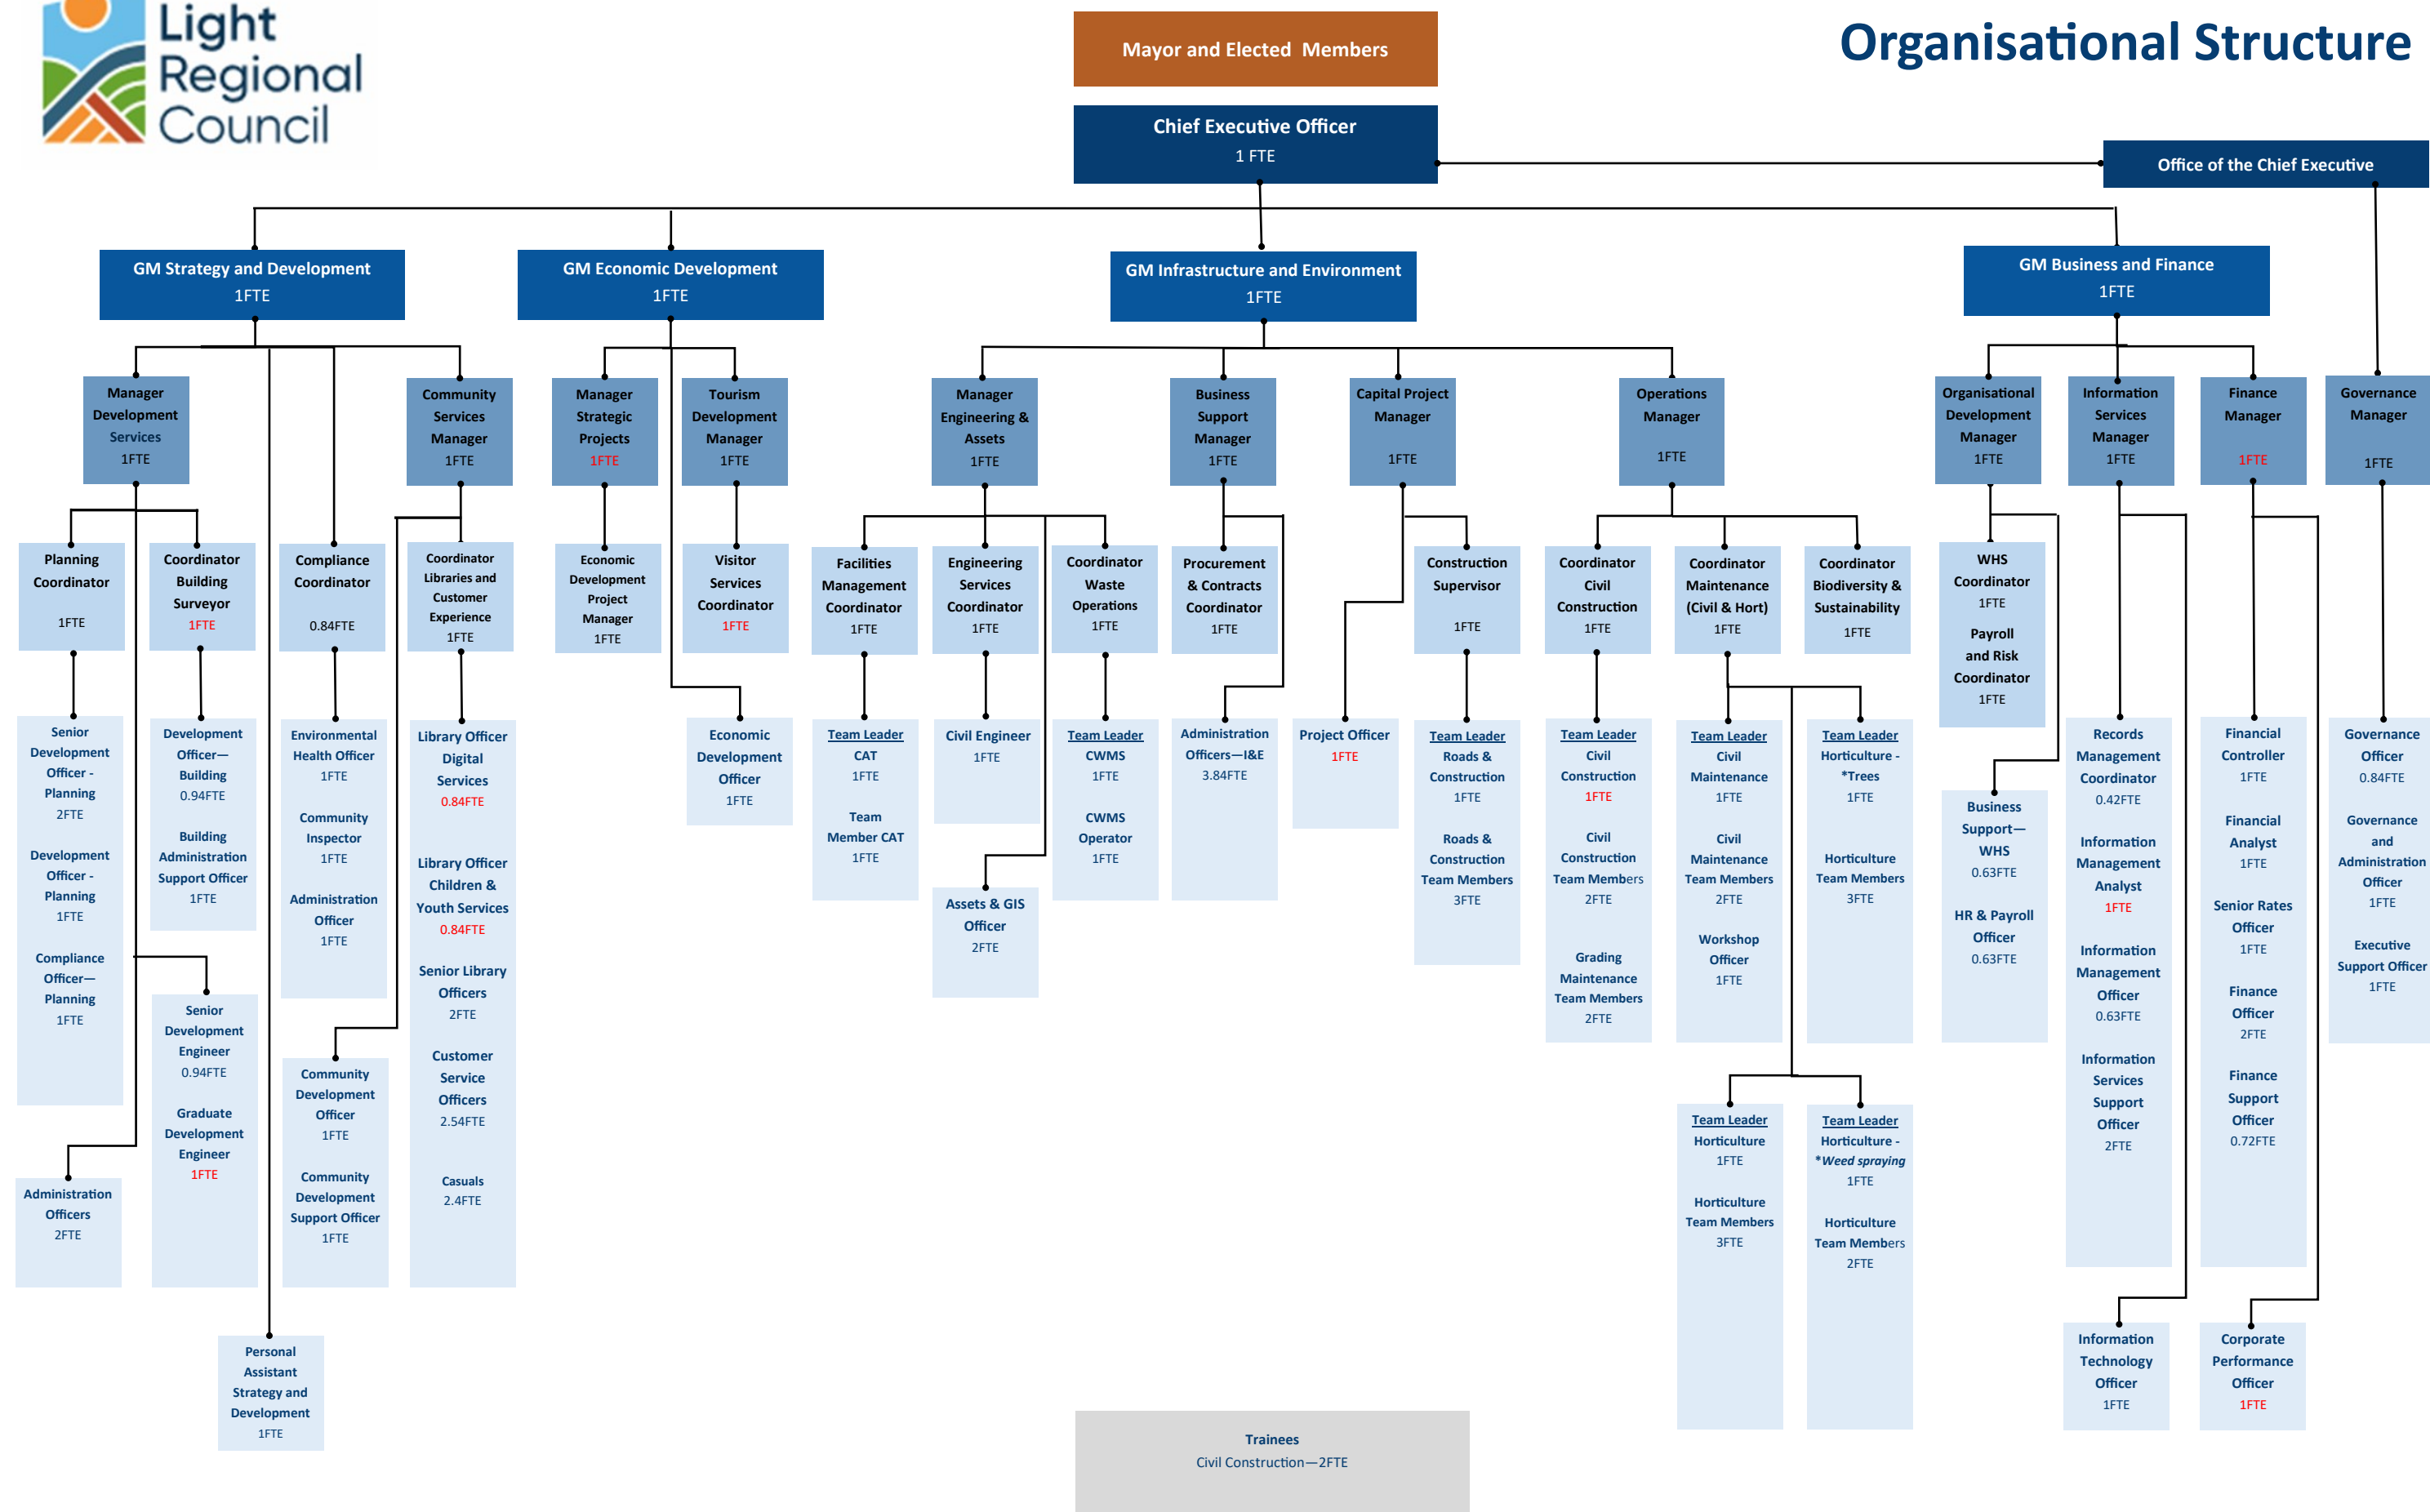 Light
Regional
Council
Mayor and Elected  Members
Organisational Structure
Chief Executive Officer
1 FTE
Office of the Chief Executive
GM Strategy and Development
1FTE
GM Economic Development
1FTE
GM Infrastructure and Environment
1FTE
GM Business and Finance
1FTE
Manager
Development
Services
1FTE
Community
Services
Manager
1FTE
Manager
Strategic
Projects
1FTE
Tourism
Development
Manager
1FTE
Manager
Engineering &
Assets
1FTE
Business
Support
Manager
1FTE
Capital Project
Manager
1FTE
Operations
Manager
1FTE
Organisational
Development
Manager
1FTE
Information
Services
Manager
1FTE
Finance
Manager
1FTE
Governance
Manager
1FTE
Planning
Coordinator
1FTE
Coordinator
Building
Surveyor
1FTE
Compliance
Coordinator
0.84FTE
Coordinator
Libraries and
Customer
Experience
1FTE
Economic
Development
Project
Manager
1FTE
Visitor
Services
Coordinator
1FTE
Facilities
Management
Coordinator
1FTE
Engineering
Services
Coordinator
1FTE
Coordinator
Waste
Operations
1FTE
Procurement
& Contracts
Coordinator
1FTE
Construction
Supervisor
1FTE
Coordinator
Civil
Construction
1FTE
Coordinator
Maintenance
(Civil & Hort)
1FTE
Coordinator
Biodiversity &
Sustainability
1FTE
WHS
Coordinator
1FTE
Payroll
and Risk
Coordinator
1FTE
Senior
Development
Officer -
Planning
2FTE
Development
Officer -
Planning
1FTE
Compliance
Officer—
Planning
1FTE
Development
Officer—
Building
0.94FTE
Building
Administration
Support Officer
1FTE
Environmental
Health Officer
1FTE
Community
Inspector
1FTE
Administration
Officer
1FTE
Library Officer
Digital
Services
0.84FTE
Library Officer
Children &
Youth Services
0.84FTE
Senior Library
Officers
2FTE
Customer
Service
Officers
2.54FTE
Casuals
2.4FTE
Economic
Development
Officer
1FTE
Team Leader
CAT
1FTE
Team
Member CAT
1FTE
Civil Engineer
1FTE
Team Leader
CWMS
1FTE
CWMS
Operator
1FTE
Administration
Officers—I&E
3.84FTE
Project Officer
1FTE
Team Leader
Roads &
Construction
1FTE
Roads &
Construction
Team Members
3FTE
Team Leader
Civil
Construction
1FTE
Civil
Construction
Team Members
2FTE
Grading
Maintenance
Team Members
2FTE
Team Leader
Civil
Maintenance
1FTE
Civil
Maintenance
Team Members
2FTE
Workshop
Officer
1FTE
Team Leader
Horticulture -
*Trees
1FTE
Horticulture
Team Members
3FTE
Business
Support—
WHS
0.63FTE
HR & Payroll
Officer
0.63FTE
Records
Management
Coordinator
0.42FTE
Information
Management
Analyst
1FTE
Information
Management
Officer
0.63FTE
Information
Services
Support
Officer
2FTE
Financial
Controller
1FTE
Financial
Analyst
1FTE
Senior Rates
Officer
1FTE
Finance
Officer
2FTE
Finance
Support
Officer
0.72FTE
Governance
Officer
0.84FTE
Governance
and
Administration
Officer
1FTE
Executive
Support Officer
1FTE
Assets & GIS
Officer
2FTE
Senior
Development
Engineer
0.94FTE
Graduate
Development
Engineer
1FTE
Community
Development
Officer
1FTE
Community
Development
Support Officer
1FTE
Administration
Officers
2FTE
Team Leader
Horticulture
1FTE
Horticulture
Team Members
3FTE
Team Leader
Horticulture -
*Weed spraying
1FTE
Horticulture
Team Members
2FTE
Personal
Assistant
Strategy and
Development
1FTE
Information
Technology
Officer
1FTE
Corporate
Performance
Officer
1FTE
Trainees
Civil Construction—2FTE